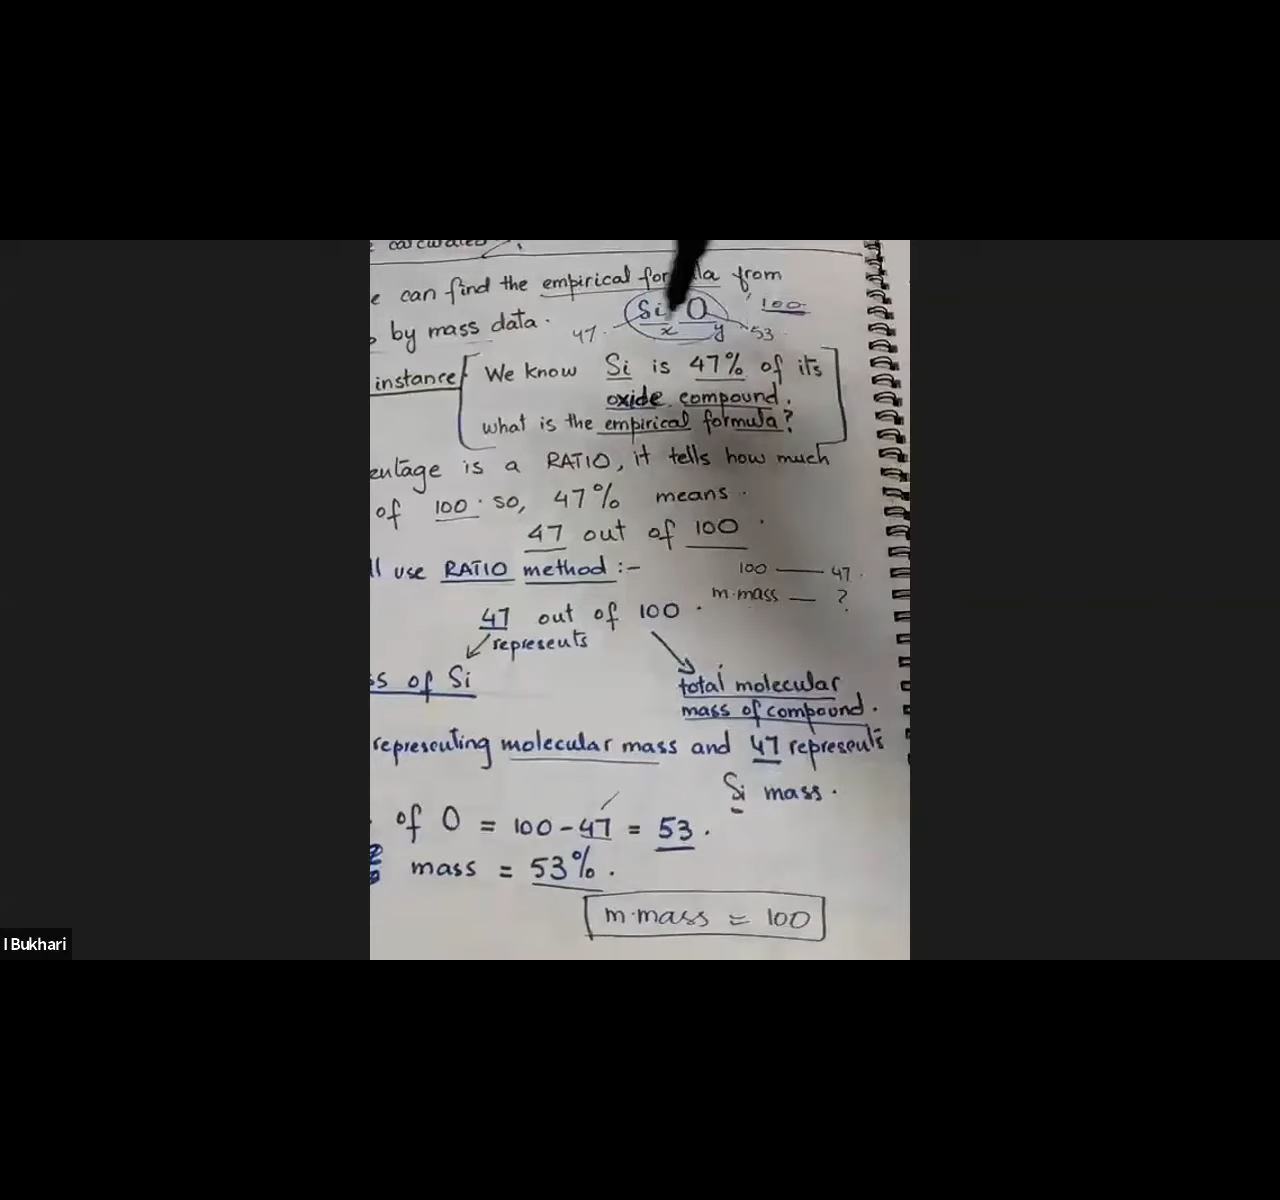 calculated
e can find the empirical formula from
Si O 100
by mass data. 47 x y 53
instance We know Si is 47% of its
oxide compound.
what is the empirical formula?
entage is a RATIO, it tells how much
of 100. so, 47% means.
47 out of 100.
ll use RATIO method :-
100 — 47.
m.mass — ?
47 out of 100.
represents
ss of Si
total molecular
mass of compound.
representing molecular mass and 47 represents
Si mass.
of O = 100 - 47 = 53.
mass = 53%.
m.mass = 100
I Bukhari